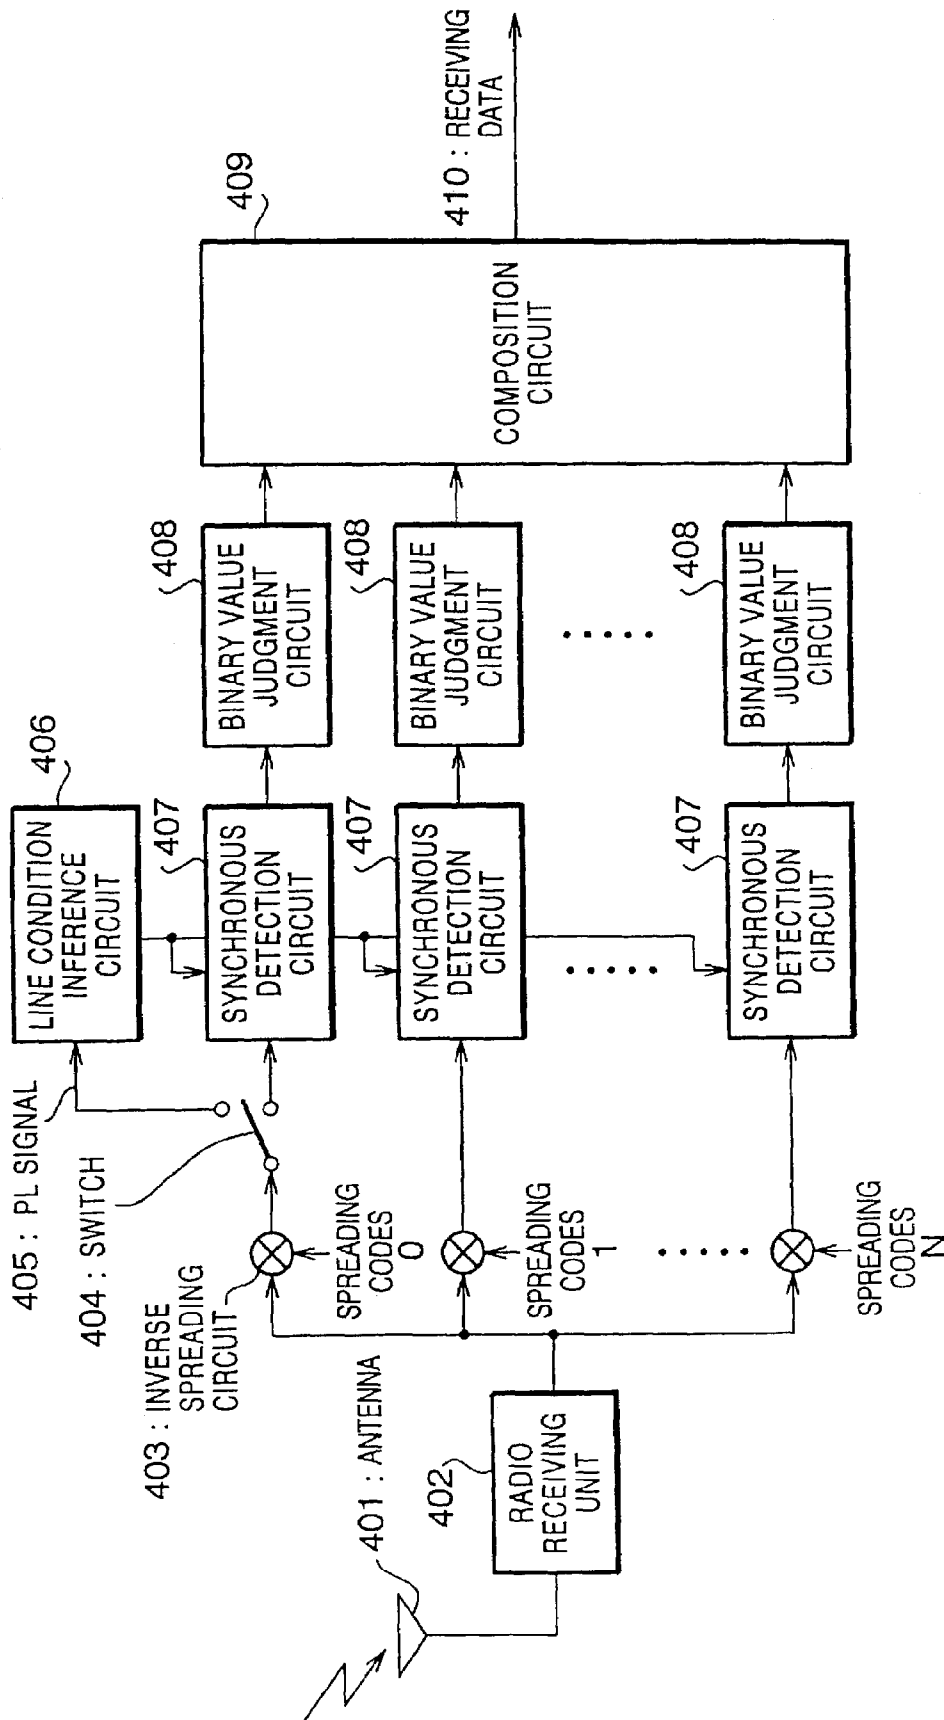 401 : ANTENNA
402
RADIO
RECEIVING
UNIT
403 : INVERSE
SPREADING
CIRCUIT
404 : SWITCH
405 : PL SIGNAL
SPREADING
CODES
0
SPREADING
CODES
1
SPREADING
CODES
N
406
LINE CONDITION
INFERENCE
CIRCUIT
407
SYNCHRONOUS
DETECTION
CIRCUIT
407
SYNCHRONOUS
DETECTION
CIRCUIT
407
SYNCHRONOUS
DETECTION
CIRCUIT
408
BINARY VALUE
JUDGMENT
CIRCUIT
408
BINARY VALUE
JUDGMENT
CIRCUIT
408
BINARY VALUE
JUDGMENT
CIRCUIT
409
COMPOSITION
CIRCUIT
410 : RECEIVING
DATA